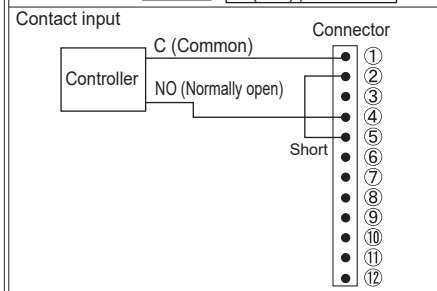 Contact input
Connector
C (Common)
①
②
Controller
NO (Normally open)
③
④
⑤
Short
⑥
⑦
⑧
⑨
⑩
⑪
⑫